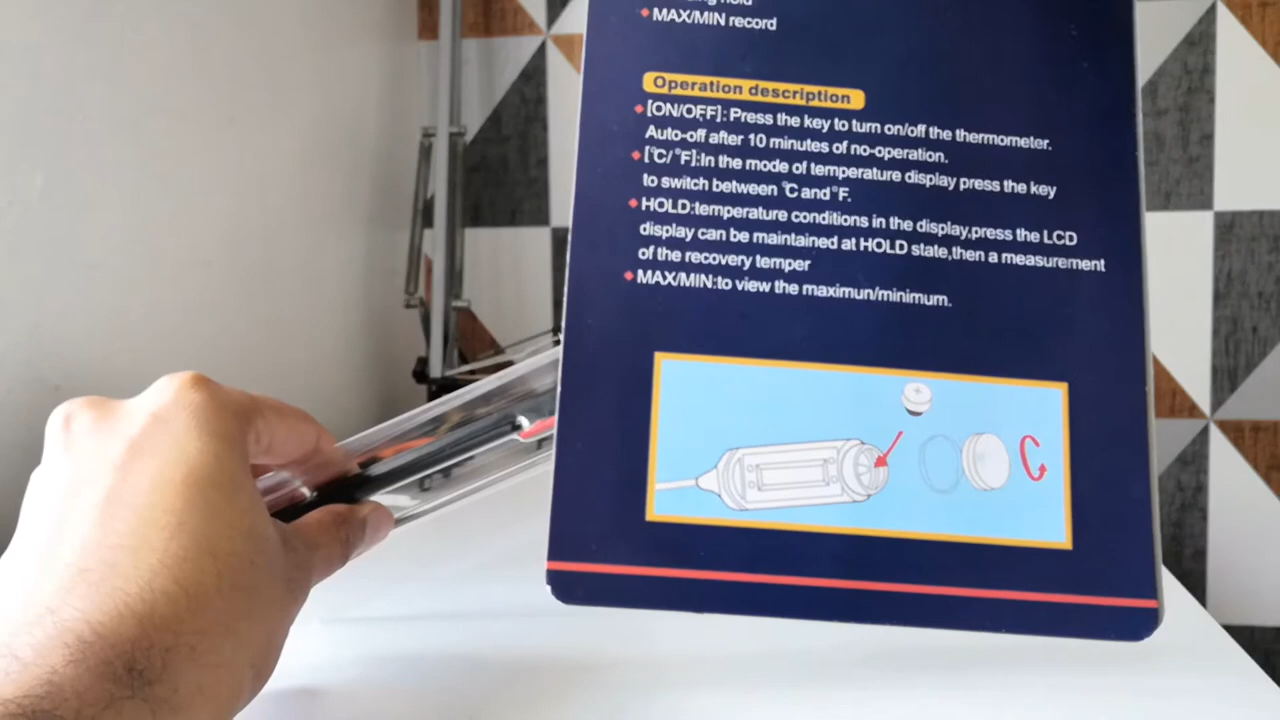 hold
◆MAX/MIN record
Operation description
◆[ON/OFF]: Press the key to turn on/off the thermometer.
Auto-off after 10 minutes of no-operation.
◆[℃/℉]:In the mode of temperature display press the key
to switch between ℃and°F.
◆HOLD:temperature conditions in the display,press the LCD
display can be maintained at HOLD state,then a measurement
of the recovery temper
◆MAX/MIN:to view the maximun/minimum.